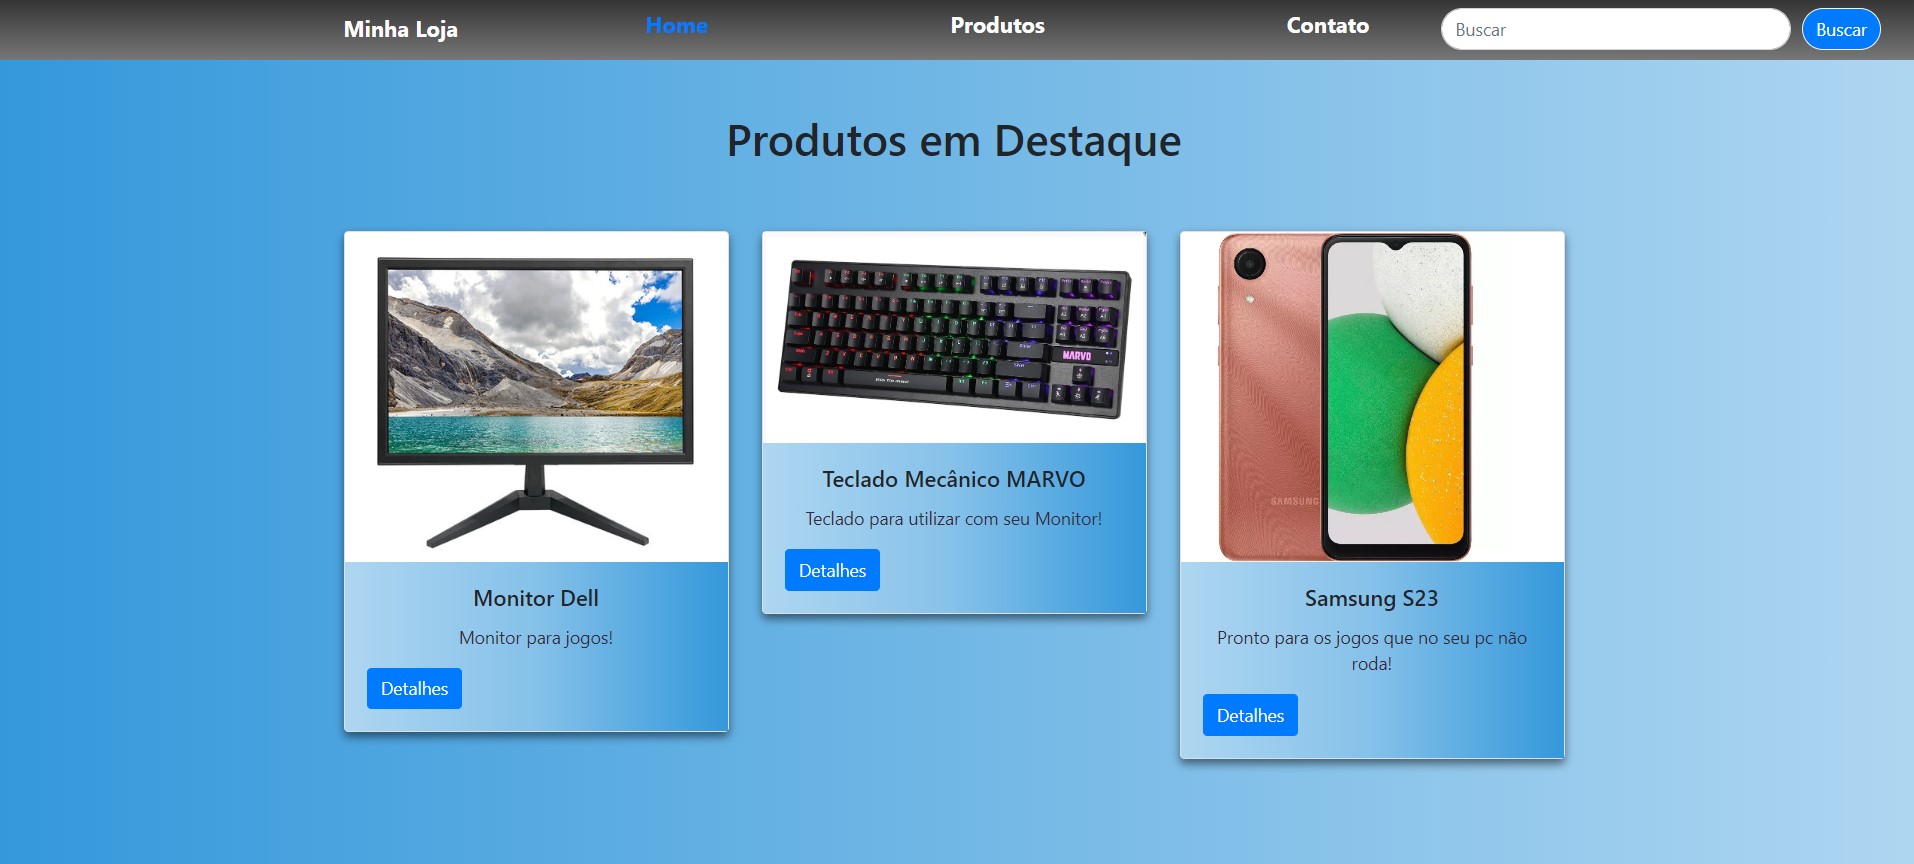 Minha Loja
Home
Produtos
Contato
Buscar
Buscar
Produtos em Destaque
MARVO
SAMSUNG
Teclado Mecânico MARVO
Teclado para utilizar com seu Monitor!
Detalhes
Monitor Dell
Monitor para jogos!
Detalhes
Samsung S23
Pronto para os jogos que no seu pc não
roda!
Detalhes